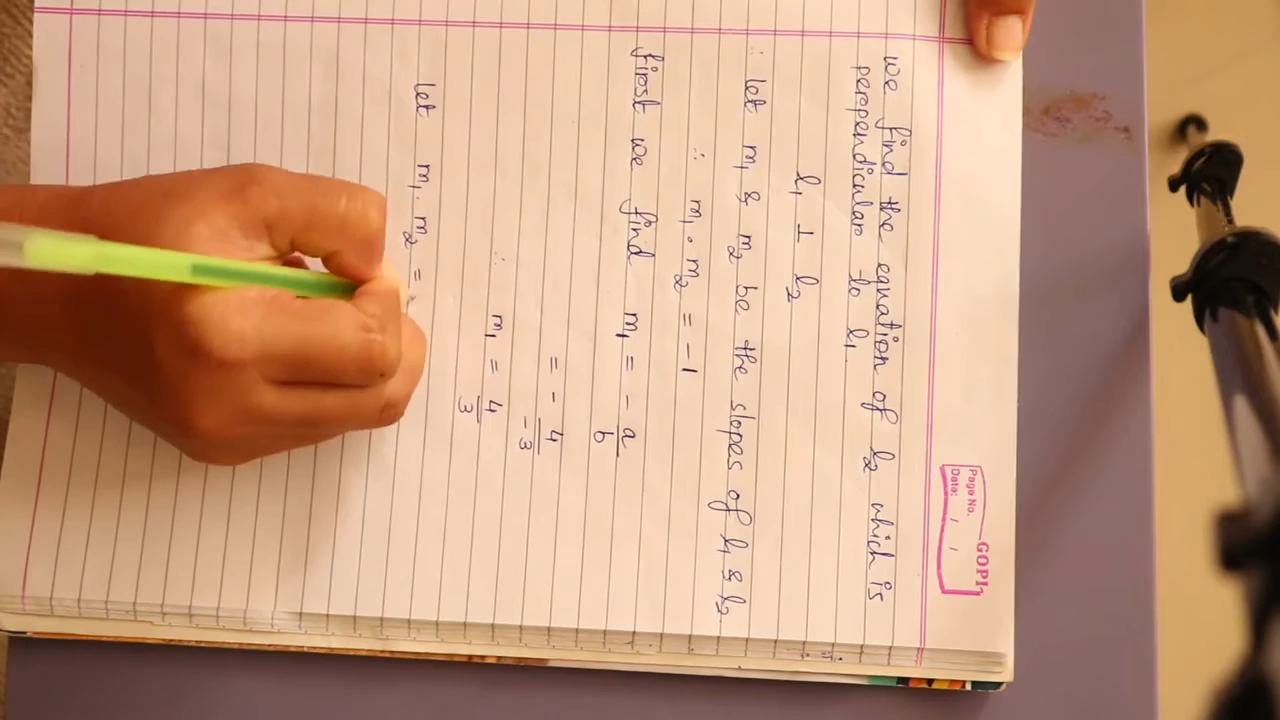 GOPI
Page No.
Date: / /
we find the equation of l₂ which is
perpendicular to l₁.
l₁ ⊥ l₂
∴ let m₁ & m₂ be the slopes of l₁ & l₂.
∴ m₁ · m₂ = -1
first we find m₁ = - a/b
= - 4/-3
∴ m₁ = 4/3
Let m₁ · m₂ =